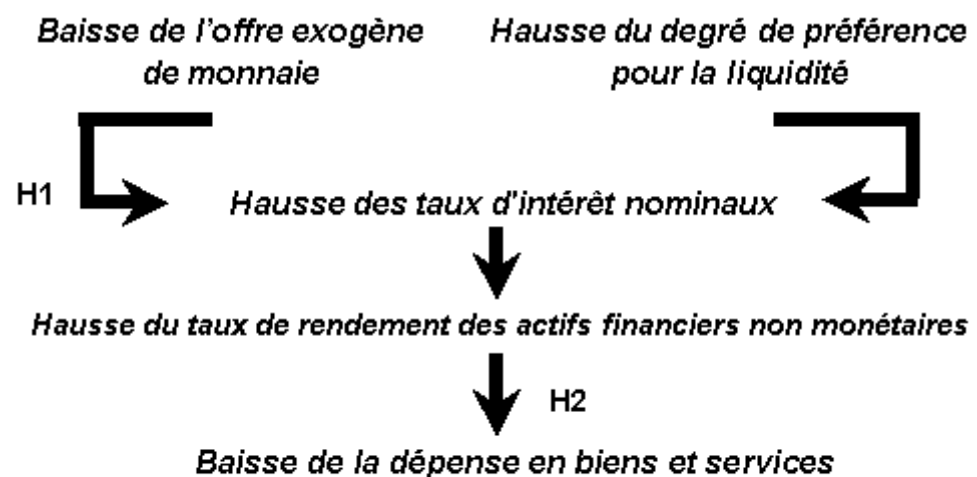 Baisse de l'offre exogène
de monnaie
Hausse du degré de préférence
pour la liquidité
H1
Hausse des taux d'intérêt nominaux
Hausse du taux de rendement des actifs financiers non monétaires
H2
Baisse de la dépense en biens et services